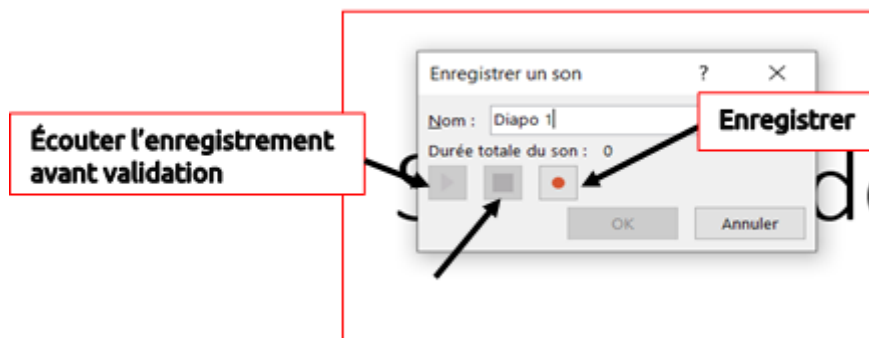 Enregistrer un son
Nom : Diapo 1
Enregistrer
Écouter l'enregistrement
avant validation
Durée totale du son : 0
OK
Annuler